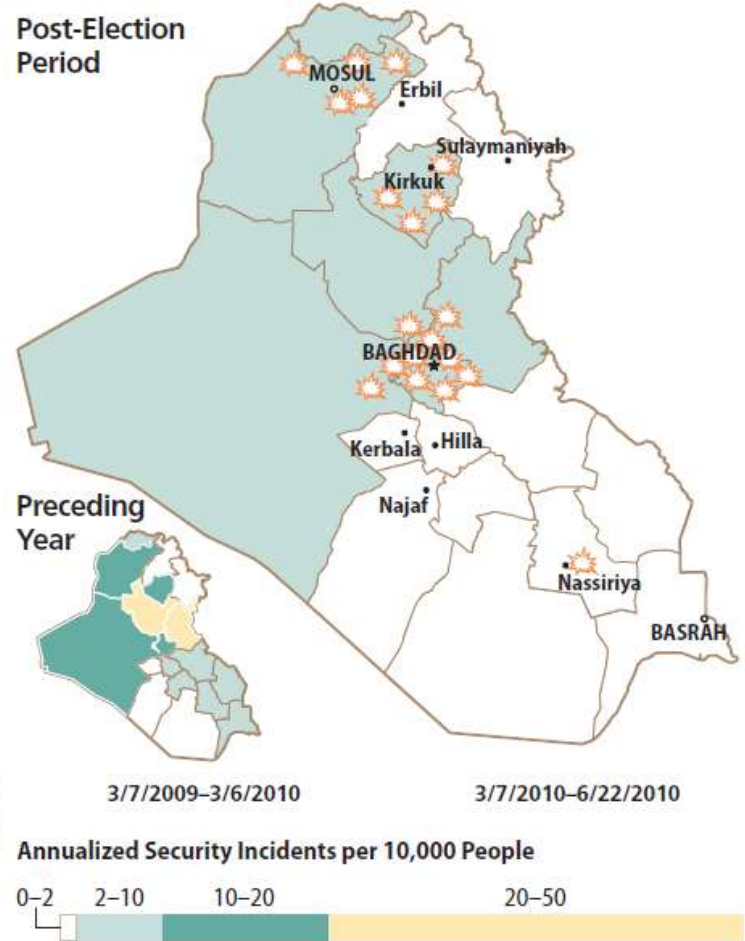 Post-Election
Period
MOSUL
Erbil
Sulaymaniyah
Kirkuk
BAGHDAD
Kerbala
Hilla
Najaf
Nassiriya
BASRAH
Preceding
Year
3/7/2009–3/6/2010
3/7/2010–6/22/2010
Annualized Security Incidents per 10,000 People
0–2 2–10 10–20 20–50